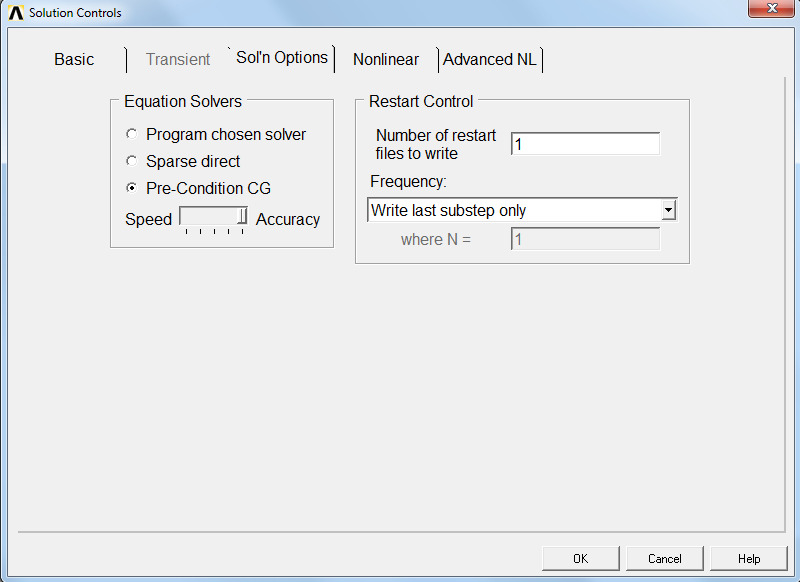 Solution Controls
Basic
Transient
Sol'n Options
Nonlinear
Advanced NL
Equation Solvers
Program chosen solver
Sparse direct
Pre-Condition CG
Speed
Accuracy
Restart Control
Number of restart
files to write
1
Frequency:
Write last substep only
where N =
1
OK
Cancel
Help